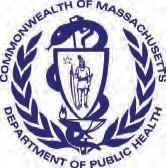 COMMONWEALTH OF MASSACHUSETTS
DEPARTMENT OF PUBLIC HEALTH